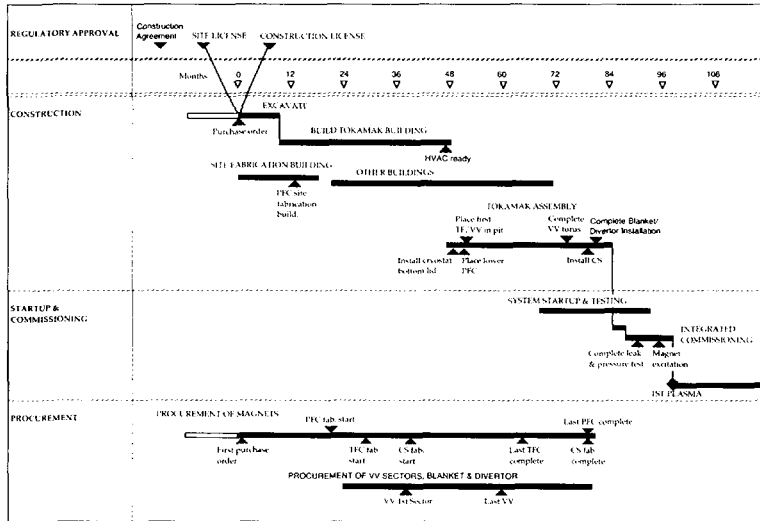 REGULATORY APPROVAL
Construction
Agreement
SITE LICENSE
CONSTRUCTION LICENSE
Months
0 12 24 36 48 60 72 84 96 108
CONSTRUCTION
EXCAVATE
Purchase order
BUILD TOKAMAK BUILDING
HVAC ready
SITE FABRICATION BUILDING
OTHER BUILDINGS
PFC site
fabrication
build.
TOKAMAK ASSEMBLY
Place first
TF, VV in pit
Complete
VV torus
Complete Blanket/
Divertor Installation
Install cryostat
bottom lid
Place lower
PFC
Install CS
STARTUP &
COMMISSIONING
SYSTEM STARTUP & TESTING
INTEGRATED
COMMISSIONING
Complete leak
& pressure test
Magnet
excitation
1ST PLASMA
PROCUREMENT
PROCUREMENT OF MAGNETS
PFC fab. start
Last PFC complete
First purchase
order
TFC fab
start
CS fab.
start
Last TFC
complete
CS fab
complete
PROCUREMENT OF VV SECTORS, BLANKET & DIVERTOR
VV 1st Sector
Last VV